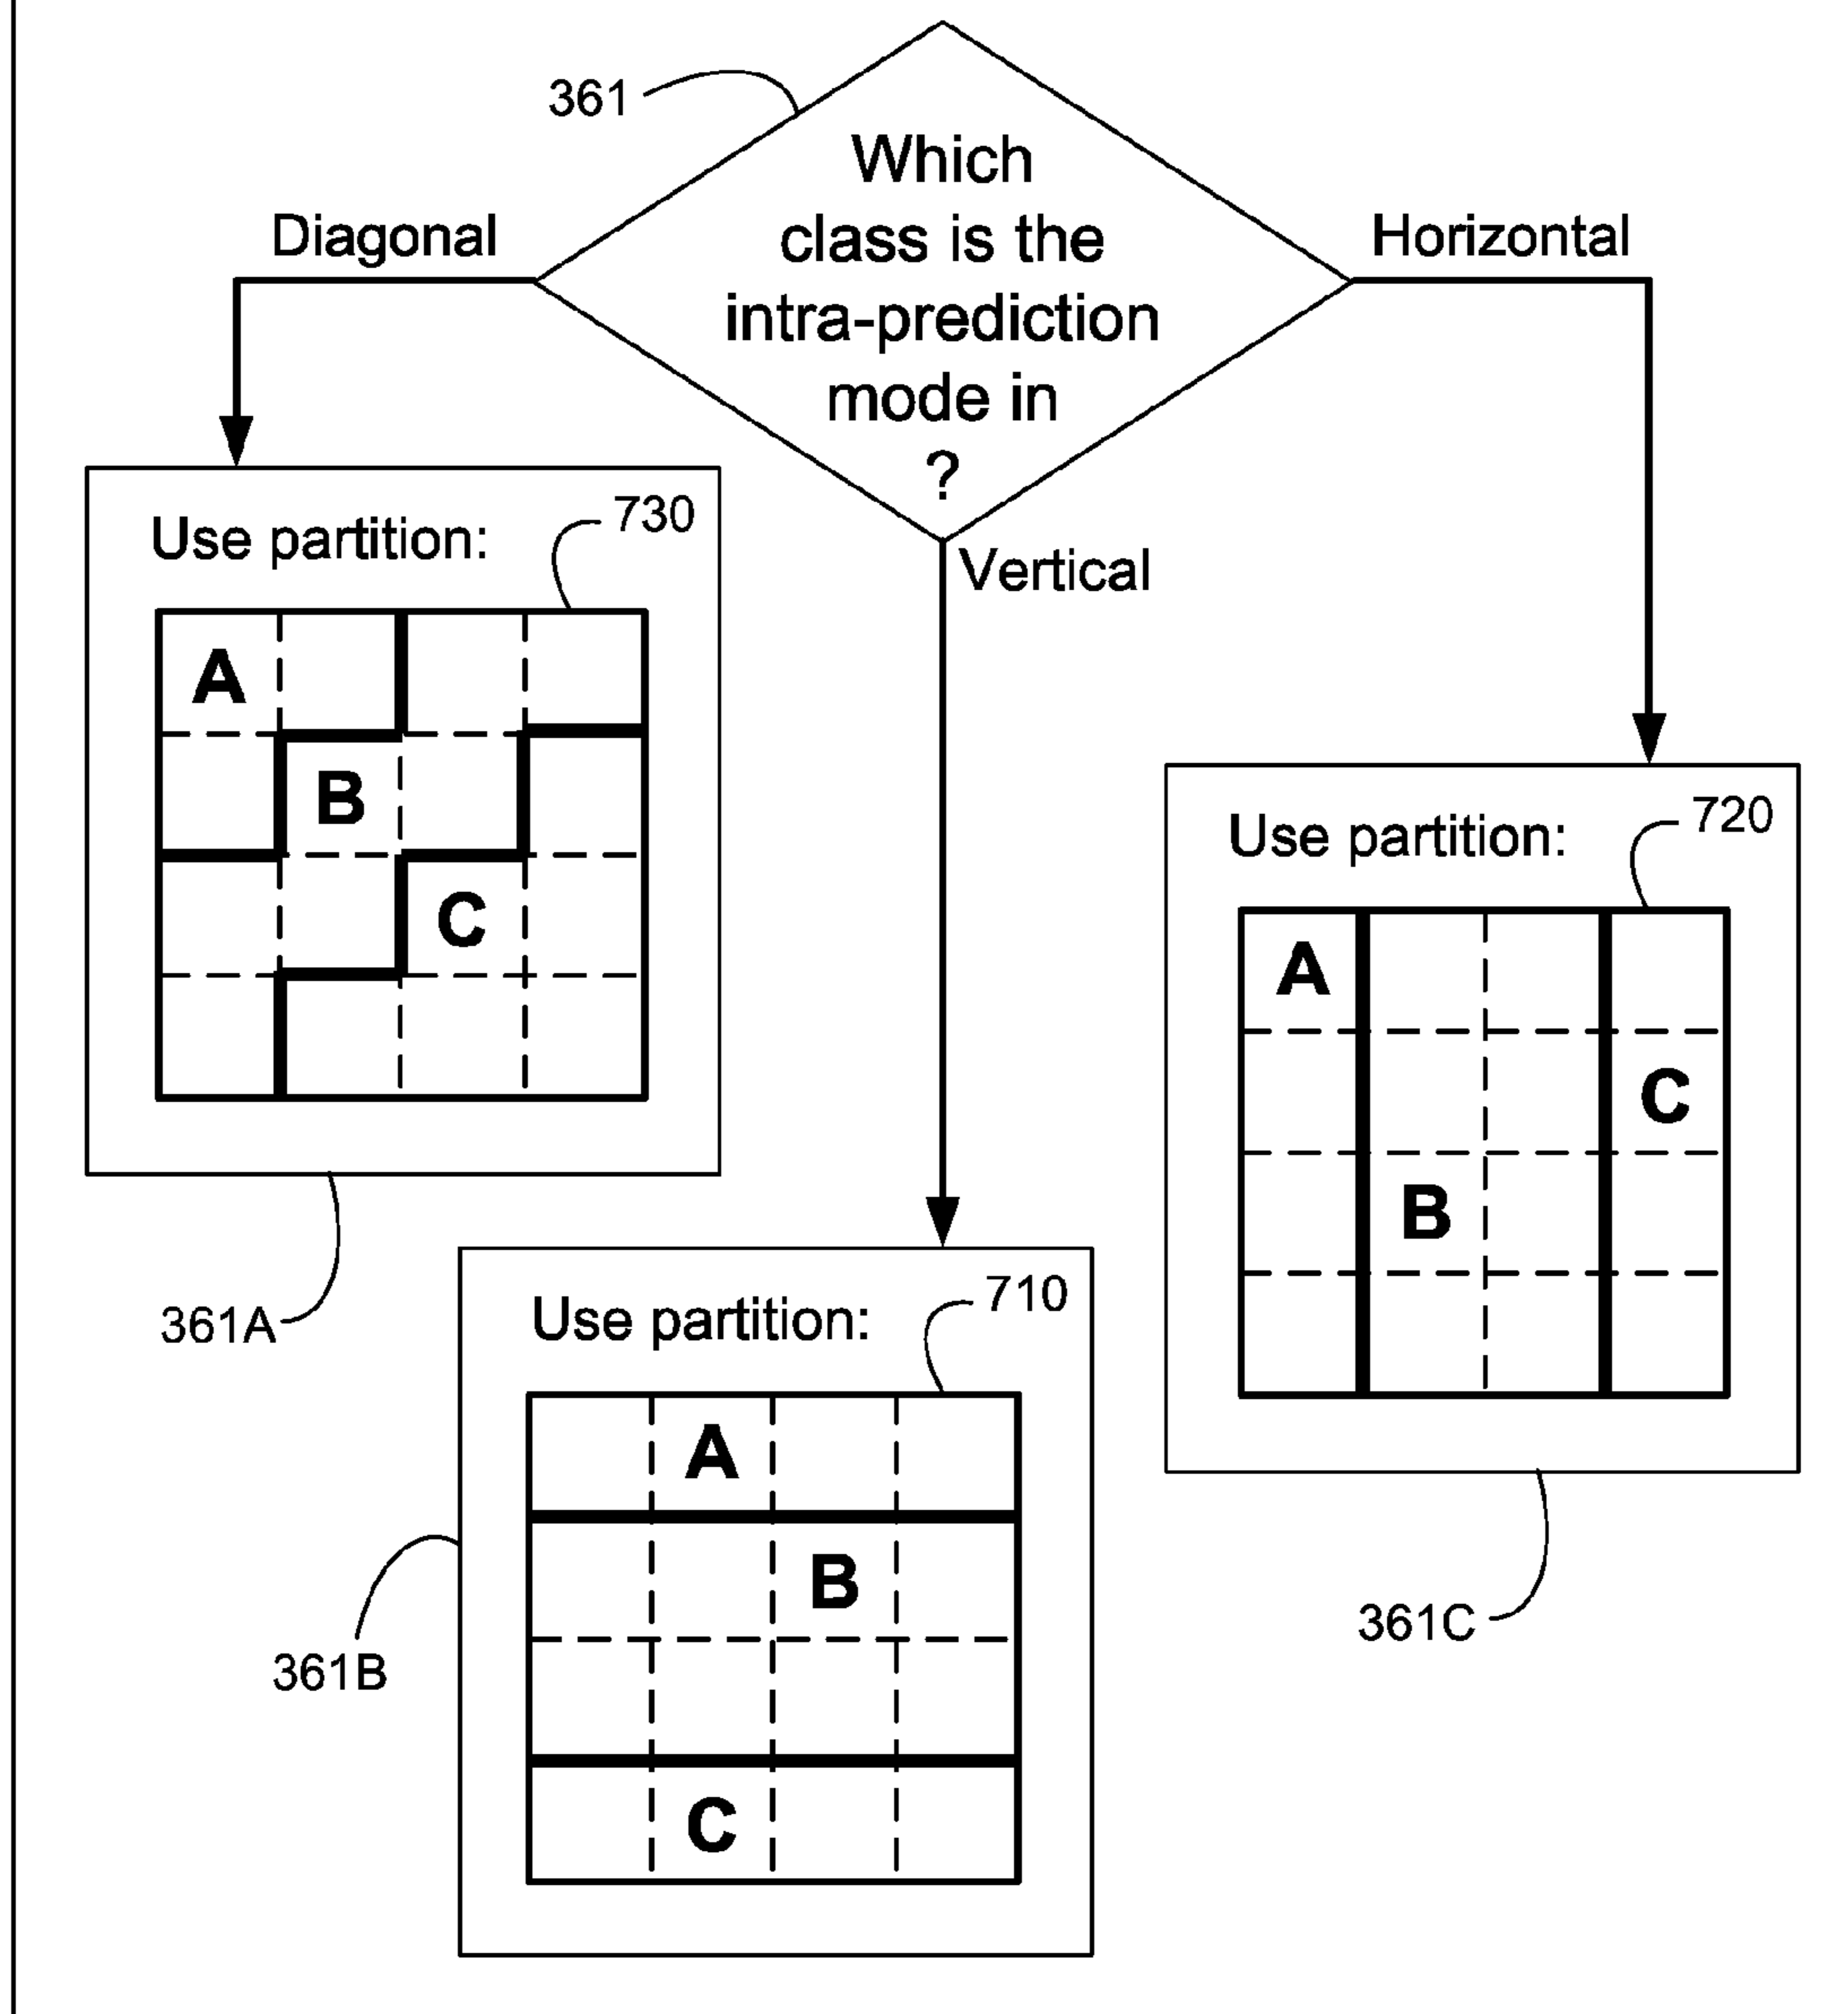 361
Which
class is the
intra-prediction
mode in
?
Diagonal
Horizontal
Vertical
Use partition:
730
A
B
C
361A
Use partition:
720
A
C
B
361C
Use partition:
710
A
B
C
361B